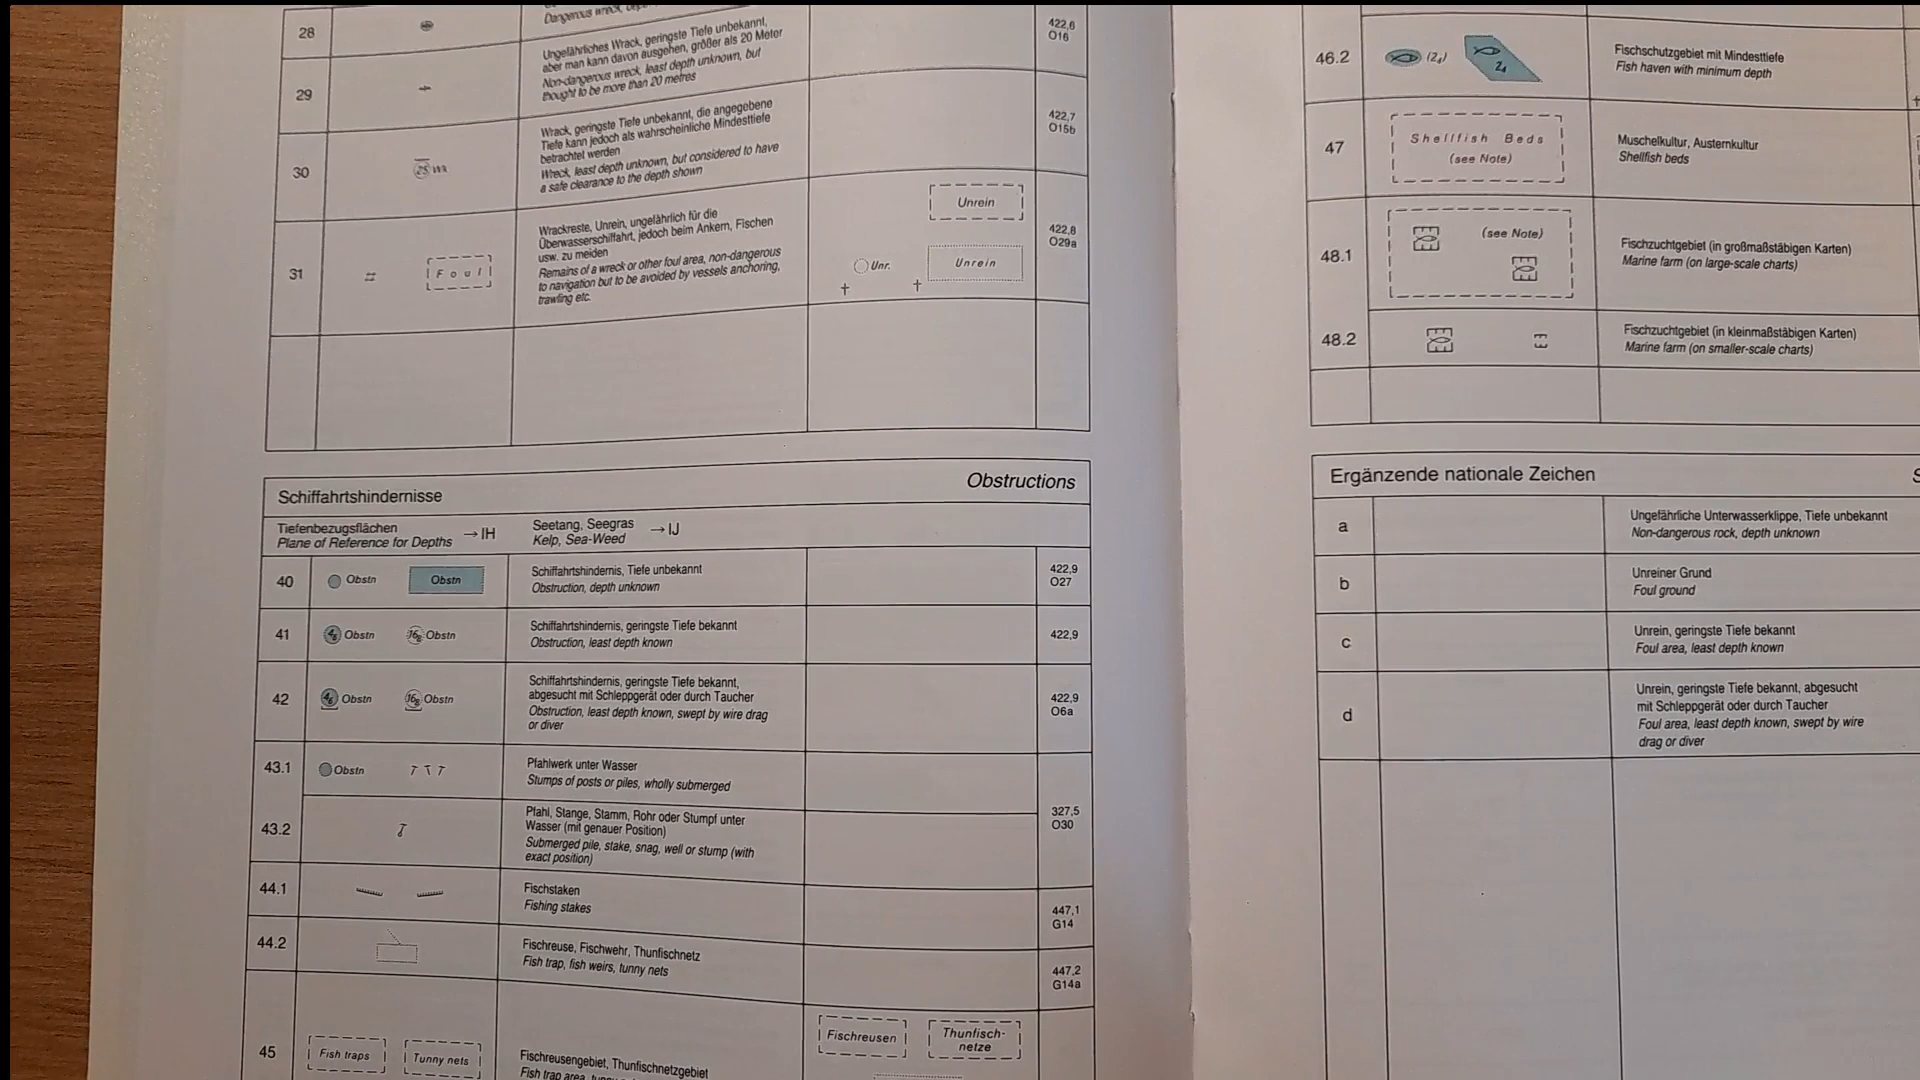 Dangerous wreck,
28
422,6
O16
Ungefährliches Wrack, geringste Tiefe unbekannt,
aber man kann davon ausgehen, größer als 20 Meter
Non-dangerous wreck, least depth unknown, but
thought to be more than 20 metres
29
422,7
O15b
Wrack, geringste Tiefe unbekannt, die angegebene
Tiefe kann jedoch als wahrscheinliche Mindesttiefe
betrachtet werden
Wreck, least depth unknown, but considered to have
a safe clearance to the depth shown
30
25 Wk
Wrackreste, Unrein, ungefährlich für die
Überwasserschiffahrt, jedoch beim Ankern, Fischen
usw. zu meiden
Remains of a wreck or other foul area, non-dangerous
to navigation but to be avoided by vessels anchoring,
trawling etc.
31
Foul
Unrein
Unr.
Unrein
422,8
O29a
Schiffahrtshindernisse
Obstructions
Tiefenbezugsflächen
Plane of Reference for Depths
→ IH
Seetang, Seegras
Kelp, Sea-Weed
→ IJ
40
Obstn
Obstn
Schiffahrtshindernis, Tiefe unbekannt
Obstruction, depth unknown
422,9
O27
41
4₆ Obstn
16₈ Obstn
Schiffahrtshindernis, geringste Tiefe bekannt
Obstruction, least depth known
422,9
42
4₆ Obstn
16₈ Obstn
Schiffahrtshindernis, geringste Tiefe bekannt,
abgesucht mit Schleppgerät oder durch Taucher
Obstruction, least depth known, swept by wire drag
or diver
422,9
O6a
43.1
Obstn
Pfahlwerk unter Wasser
Stumps of posts or piles, wholly submerged
327,5
O30
43.2
Pfahl, Stange, Stamm, Rohr oder Stumpf unter
Wasser (mit genauer Position)
Submerged pile, stake, snag, well or stump (with
exact position)
44.1
Fischstaken
Fishing stakes
447,1
G14
44.2
Fischreuse, Fischwehr, Thunfischnetz
Fish trap, fish weirs, tunny nets
447,2
G14a
45
Fish traps
Tunny nets
Fischreusengebiet, Thunfischnetzgebiet
Fish trap area,
Fischreusen
Thunfisch-
netze
46.2
(2₄)
2₄
Fischschutzgebiet mit Mindesttiefe
Fish haven with minimum depth
47
Shellfish Beds
(see Note)
Muschelkultur, Austernkultur
Shellfish beds
48.1
(see Note)
Fischzuchtgebiet (in großmaßstäbigen Karten)
Marine farm (on large-scale charts)
48.2
Fischzuchtgebiet (in kleinmaßstäbigen Karten)
Marine farm (on smaller-scale charts)
Ergänzende nationale Zeichen
a
Ungefährliche Unterwasserklippe, Tiefe unbekannt
Non-dangerous rock, depth unknown
b
Unreiner Grund
Foul ground
c
Unrein, geringste Tiefe bekannt
Foul area, least depth known
d
Unrein, geringste Tiefe bekannt, abgesucht
mit Schleppgerät oder durch Taucher
Foul area, least depth known, swept by wire
drag or diver